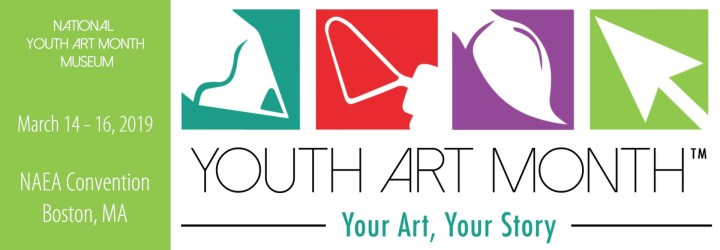 NATIONAL
YOUTH ART MONTH
MUSEUM
March 14 - 16, 2019
NAEA Convention
Boston, MA
YOUTH ART MONTH™
Your Art, Your Story